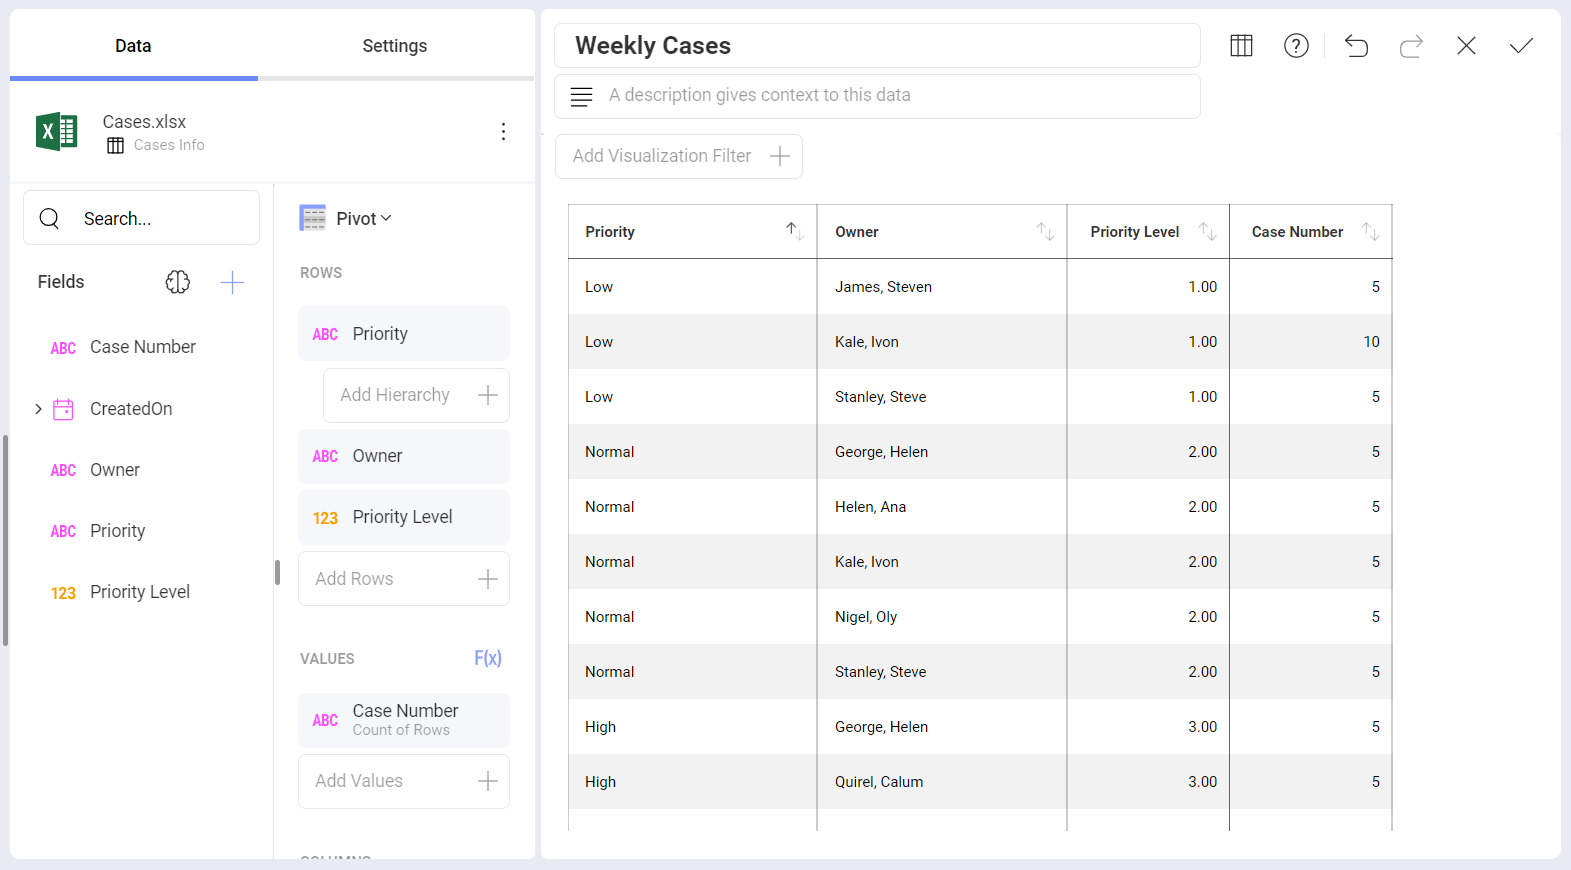 Data
Settings
Cases.xlsx
Cases Info
Search...
Fields
ABC Case Number
CreatedOn
ABC Owner
ABC Priority
123 Priority Level
Pivot
ROWS
ABC Priority
Add Hierarchy
ABC Owner
123 Priority Level
Add Rows
VALUES F(x)
ABC Case Number
Count of Rows
Add Values
COLUMNS
Weekly Cases
A description gives context to this data
Add Visualization Filter
Priority Owner Priority Level Case Number
Low James, Steven 1.00 5
Low Kale, Ivon 1.00 10
Low Stanley, Steve 1.00 5
Normal George, Helen 2.00 5
Normal Helen, Ana 2.00 5
Normal Kale, Ivon 2.00 5
Normal Nigel, Oly 2.00 5
Normal Stanley, Steve 2.00 5
High George, Helen 3.00 5
High Quirel, Calum 3.00 5